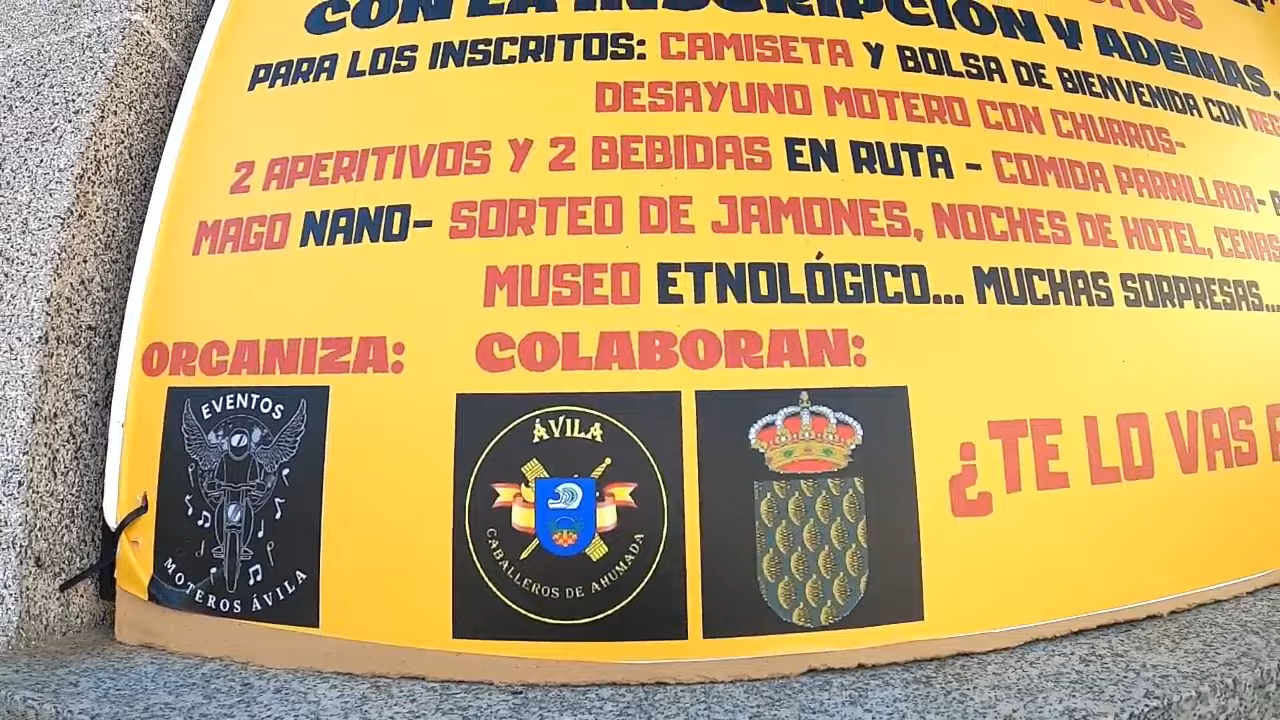 CON LA INSCRIPCIÓN Y ADEMAS
PARA LOS INSCRITOS: CAMISETA Y BOLSA DE BIENVENIDA CON
DESAYUNO MOTERO CON CHURROS-
2 APERITIVOS Y 2 BEBIDAS EN RUTA - COMIDA PARRILLADA-
MAGO NANO- SORTEO DE JAMONES, NOCHES DE HOTEL, CENAS
MUSEO ETNOLÓGICO... MUCHAS SORPRESAS...
ORGANIZA: COLABORAN:
EVENTOS
MOTEROS ÁVILA
ÁVILA
CABALLEROS DE AHUMADA
¿TE LO VAS